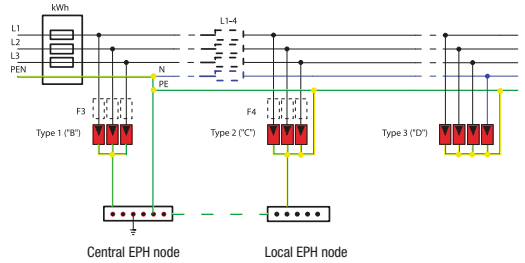 kWh
L1-4
L1
L2
L3
PEN
N
PE
F3
F4
Type 1 ("B")
Type 2 ("C")
Type 3 ("D")
Central EPH node
Local EPH node